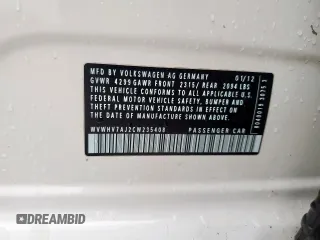 MFD BY VOLKSWAGEN AG GERMANY 01/12
GVWR 4299 GAWR FRONT 2315/ REAR 2094 LBS
THIS VEHICLE CONFORMS TO ALL APPLICABLE
FEDERAL MOTOR VEHICLE SAFETY, BUMPER AND
THEFT PREVENTION STANDARDS IN EFFECT ON THE
DATE OF MANUFACTURE SHOWN ABOVE
WVWHV7AJ2CW235408 PASSENGER CAR
DREAMBID